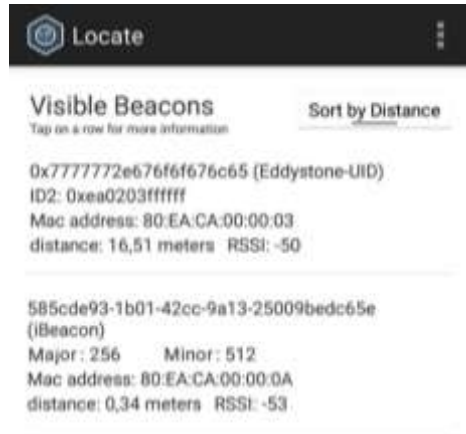 Locate
Visible Beacons
Sort by Distance
Tap on a row for more information
0x7777772e676f6f676c65 (Eddystone-UID)
ID2: 0xea0203ffffff
Mac address: 80:EA:CA:00:00:03
distance: 16,51 meters RSSI: -50
585cde93-1b01-42cc-9a13-25009bedc65e
(iBeacon)
Major: 256 Minor: 512
Mac address: 80:EA:CA:00:00:0A
distance: 0,34 meters RSSI: -53